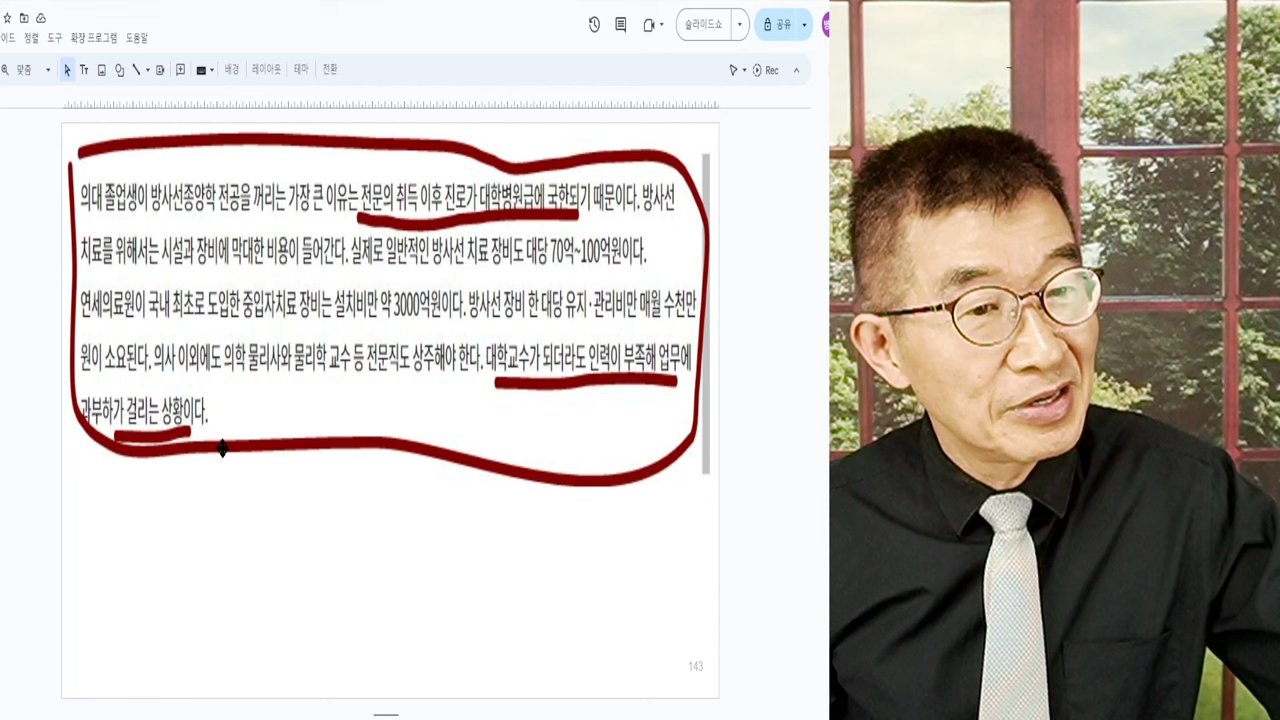 이드 정렬 도구 확장 프로그램 도움말
슬라이드쇼
공유
맞춤
배경 레이아웃 테마 전환
Rec
의대 졸업생이 방사선종양학 전공을 꺼리는 가장 큰 이유는 전문의 취득 이후 진로가 대학병원급에 국한되기 때문이다. 방사선
치료를 위해서는 시설과 장비에 막대한 비용이 들어간다. 실제로 일반적인 방사선 치료 장비도 대당 70억~100억원이다.
연세의료원이 국내 최초로 도입한 중입자치료 장비는 설치비만 약 3000억원이다. 방사선 장비 한 대당 유지·관리비만 매월 수천만
원이 소요된다. 의사 이외에도 의학 물리사와 물리학 교수 등 전문직도 상주해야 한다. 대학교수가 되더라도 인력이 부족해 업무에
과부하가 걸리는 상황이다.
143